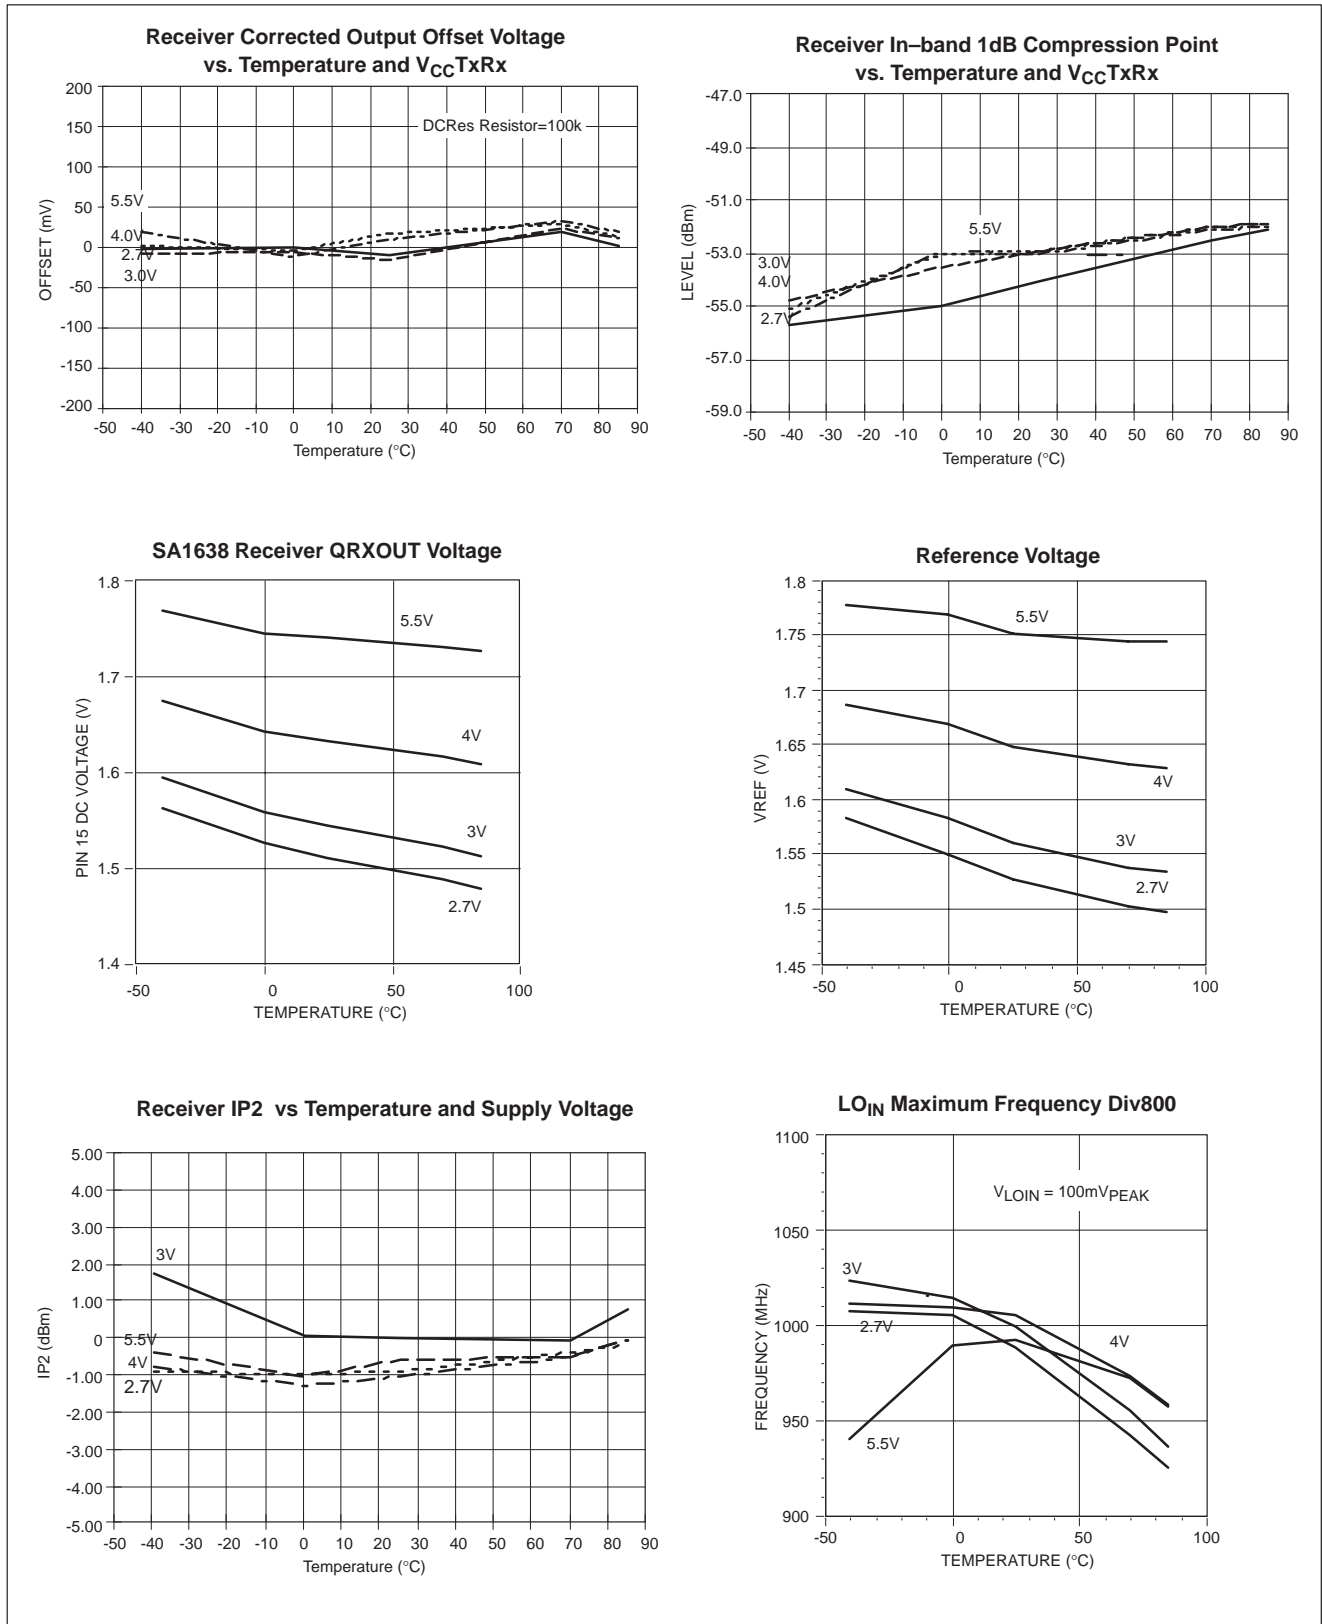 Receiver Corrected Output Offset Voltage
vs. Temperature and VCCTxRx
200
150
100
50
0
-50
-100
-150
-200
OFFSET (mV)
DCRes Resistor=100k
5.5V
4.0V
2.7V
3.0V
-50 -40 -30 -20 -10 0 10 20 30 40 50 60 70 80 90
Temperature (°C)
Receiver In–band 1dB Compression Point
vs. Temperature and VCCTxRx
-47.0
-49.0
-51.0
-53.0
-55.0
-57.0
-59.0
LEVEL (dBm)
5.5V
3.0V
4.0V
2.7V
-50 -40 -30 -20 -10 0 10 20 30 40 50 60 70 80 90
Temperature (°C)
SA1638 Receiver QRXOUT Voltage
1.8
1.7
1.6
1.5
1.4
PIN 15 DC VOLTAGE (V)
5.5V
4V
3V
2.7V
-50 0 50 100
TEMPERATURE (°C)
Reference Voltage
1.8
1.75
1.7
1.65
1.6
1.55
1.5
1.45
VREF (V)
5.5V
4V
3V
2.7V
-50 0 50 100
TEMPERATURE (°C)
Receiver IP2 vs Temperature and Supply Voltage
5.00
4.00
3.00
2.00
1.00
0
-1.00
-2.00
-3.00
-4.00
-5.00
IP2 (dBm)
3V
5.5V
4V
2.7V
-50 -40 -30 -20 -10 0 10 20 30 40 50 60 70 80 90
Temperature (°C)
LOIN Maximum Frequency Div800
1100
1050
1000
950
900
FREQUENCY (MHz)
VLOIN = 100mVPEAK
3V
2.7V
4V
5.5V
-50 0 50 100
TEMPERATURE (°C)